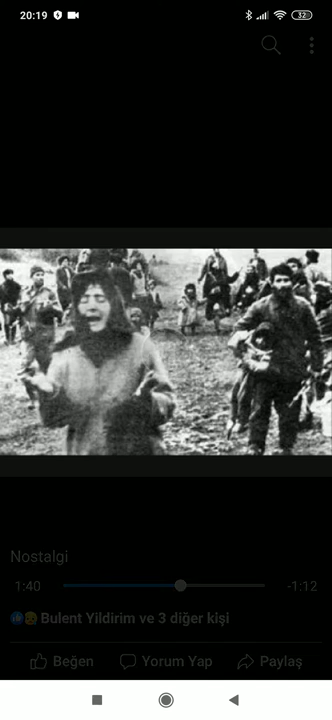 20:19
32
Nostalgi
1:40 -1:12
Bulent Yildirim ve 3 diğer kişi
Beğen Yorum Yap Paylaş